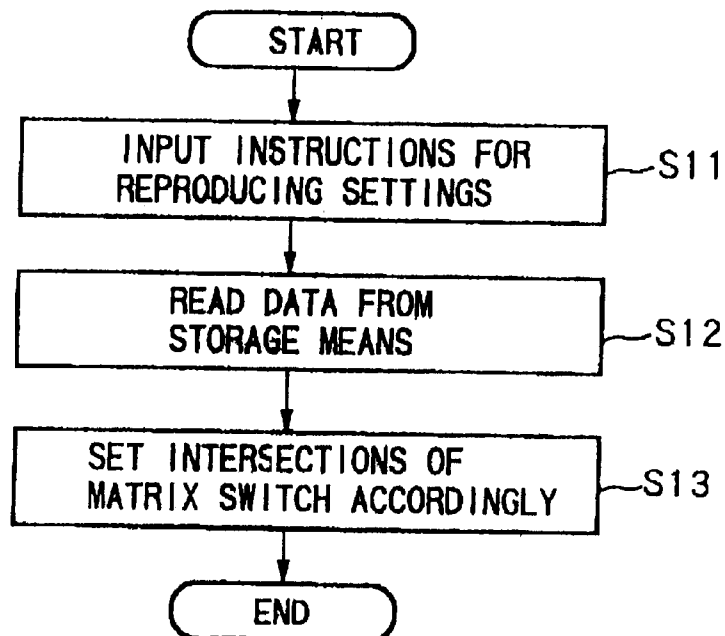 START
INPUT INSTRUCTIONS FOR
REPRODUCING SETTINGS
S11
READ DATA FROM
STORAGE MEANS
S12
SET INTERSECTIONS OF
MATRIX SWITCH ACCORDINGLY
S13
END